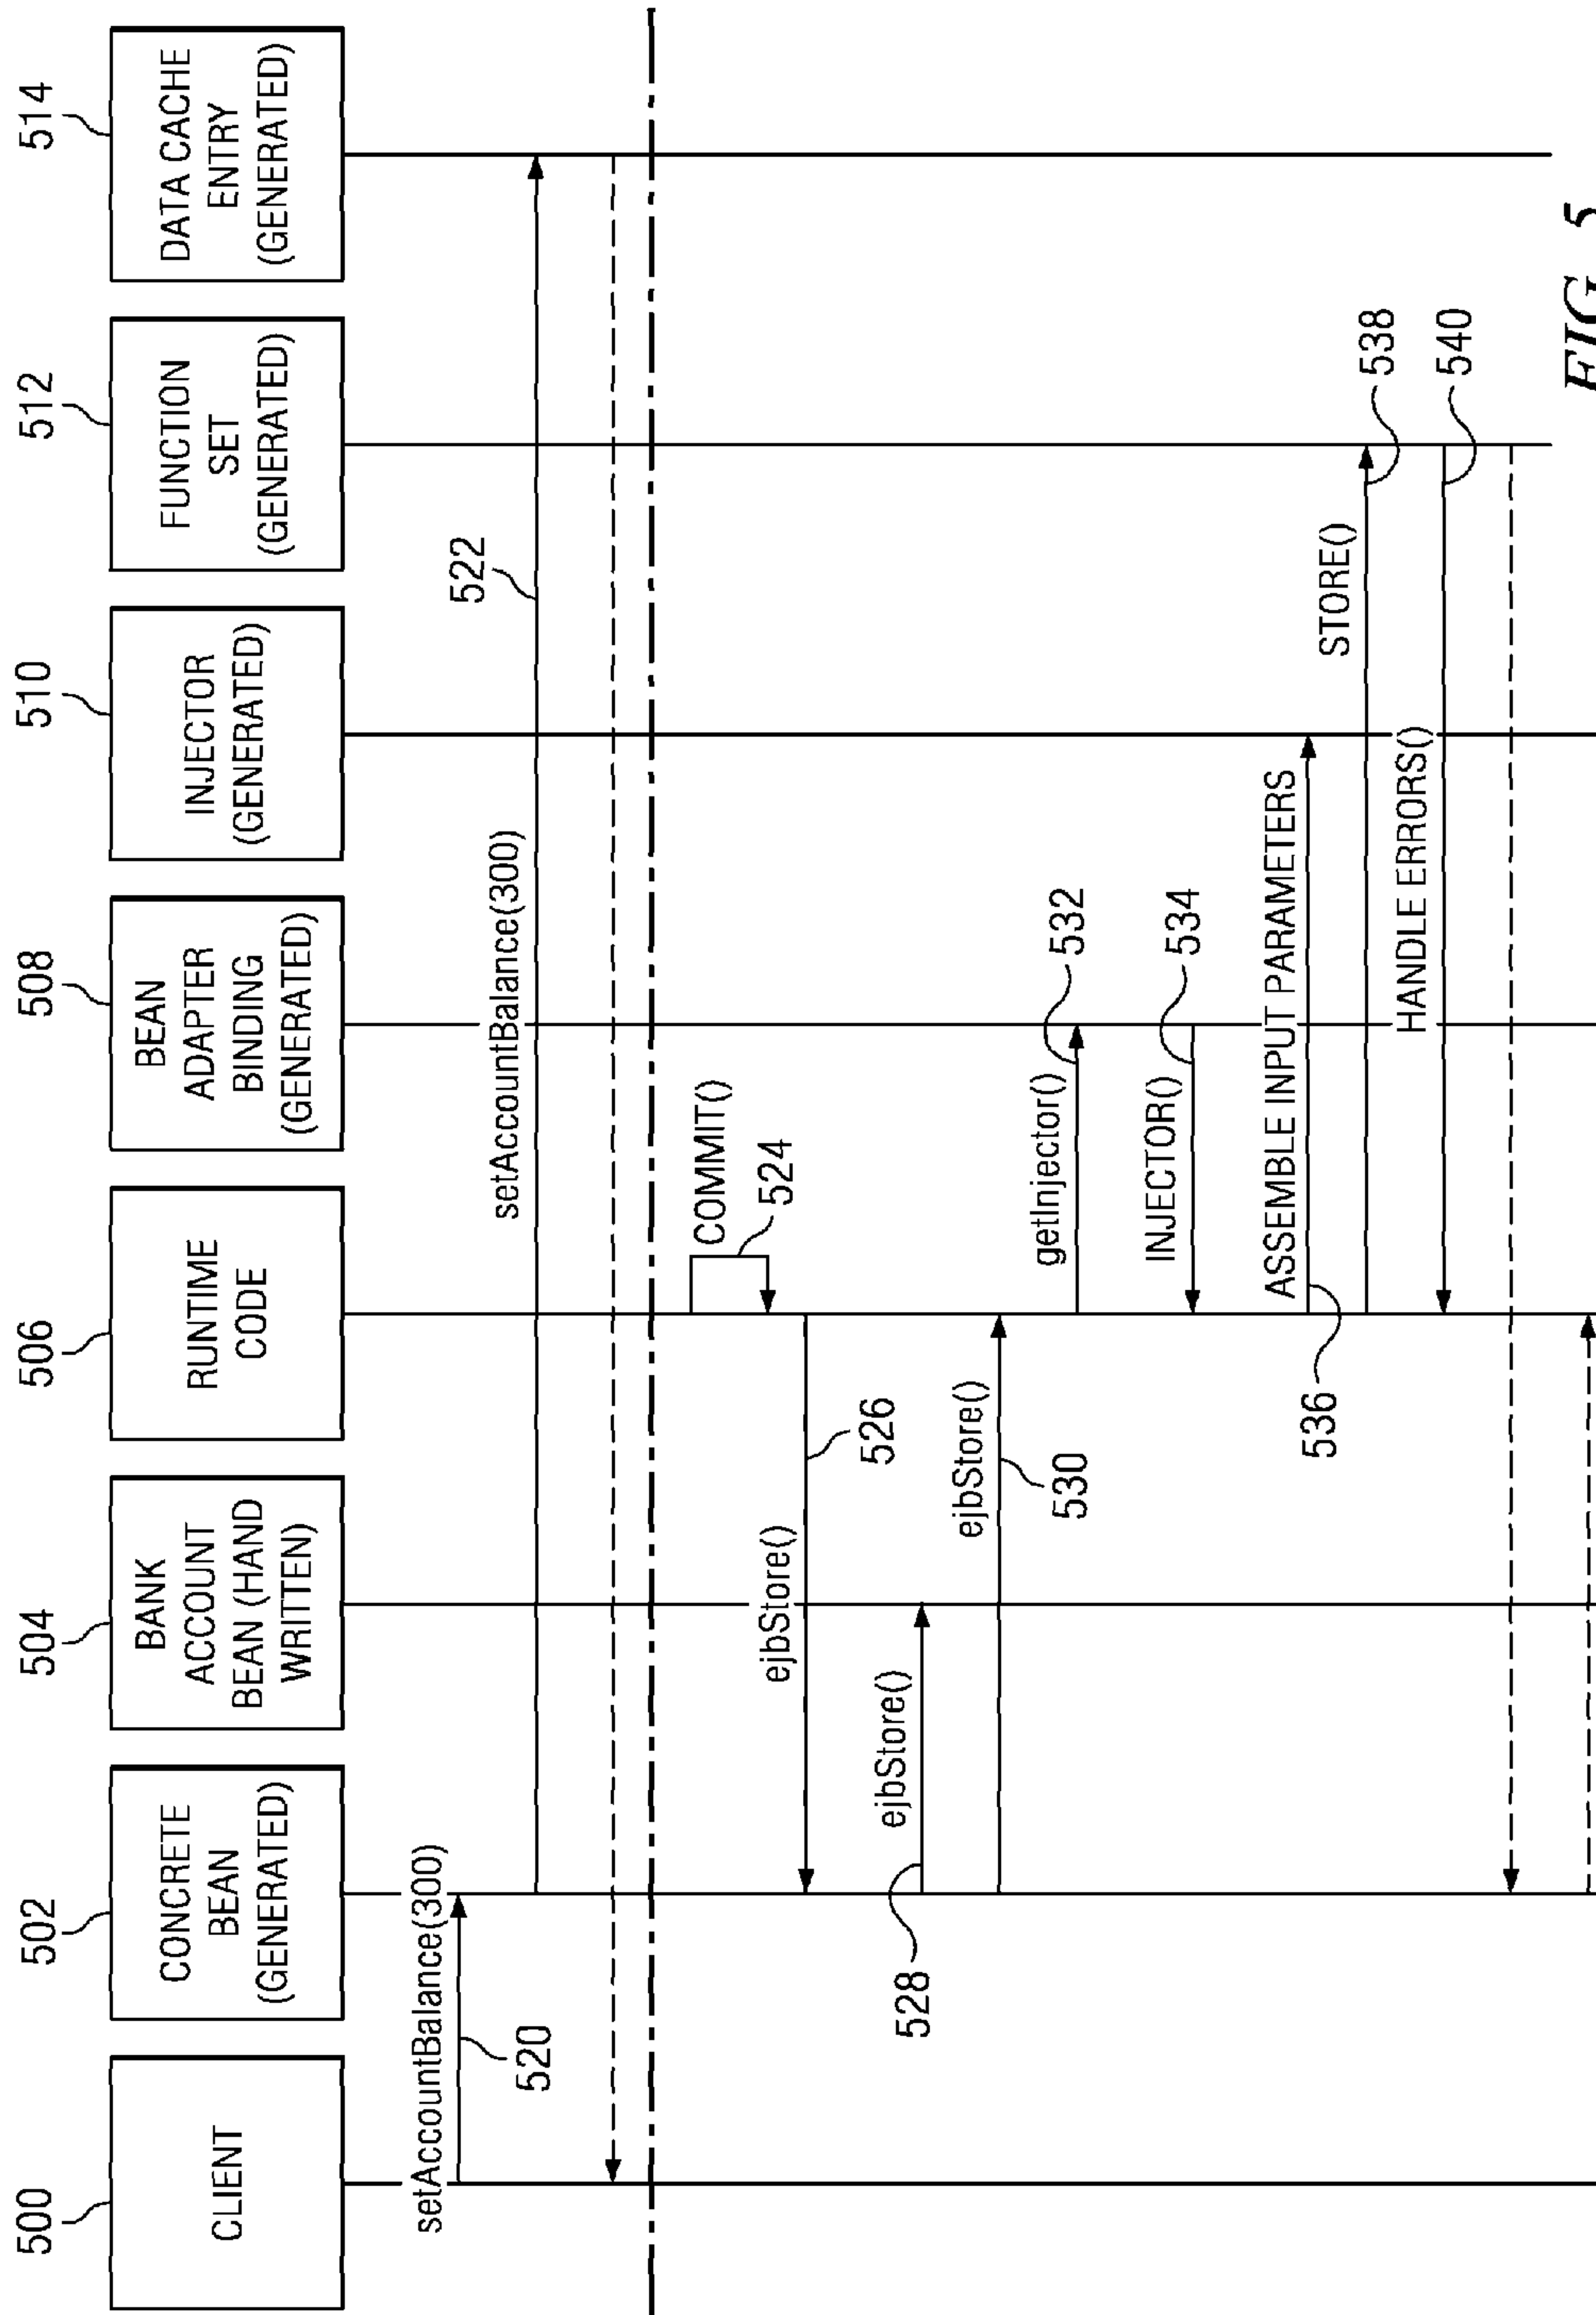 500
502
504
506
508
510
512
514
CLIENT
CONCRETE
BEAN
(GENERATED)
BANK
ACCOUNT
BEAN (HAND
WRITTEN)
RUNTIME
CODE
BEAN
ADAPTER
BINDING
(GENERATED)
INJECTOR
(GENERATED)
FUNCTION
SET
(GENERATED)
DATA CACHE
ENTRY
(GENERATED)
setAccountBalance(300)
520
setAccountBalance(300)
522
COMMIT()
524
ejbStore()
526
ejbStore()
528
ejbStore()
530
getInjector()
532
INJECTOR()
534
ASSEMBLE INPUT PARAMETERS
536
STORE()
538
HANDLE ERRORS()
540
FIG. 5